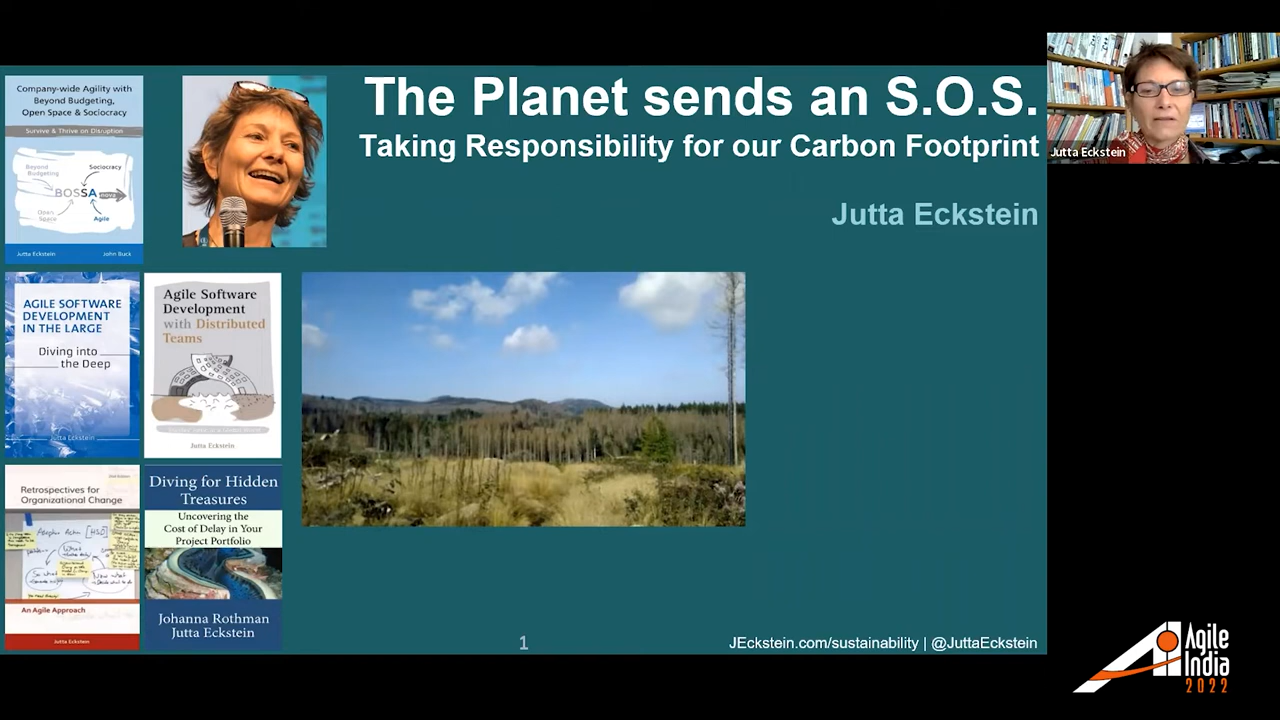 The Planet sends an S.O.S.
Taking Responsibility for our Carbon Footprint
Jutta Eckstein
Company-wide Agility with
Beyond Budgeting,
Open Space & Sociocracy
Survive & Thrive on Disruption
Beyond
Budgeting
Sociocracy
BOSSA nova
Open
Space
Agile
Jutta Eckstein
John Buck
AGILE SOFTWARE
DEVELOPMENT
IN THE LARGE
Diving into
the Deep
Jutta Eckstein
Agile Software
Development
with Distributed
Teams
Jutta Eckstein
Retrospectives for
Organizational Change
An Agile Approach
Jutta Eckstein
Diving for Hidden
Treasures
Uncovering the
Cost of Delay in Your
Project Portfolio
Johanna Rothman
Jutta Eckstein
1
JEckstein.com/sustainability | @JuttaEckstein
Jutta Eckstein
Agile
India
2022